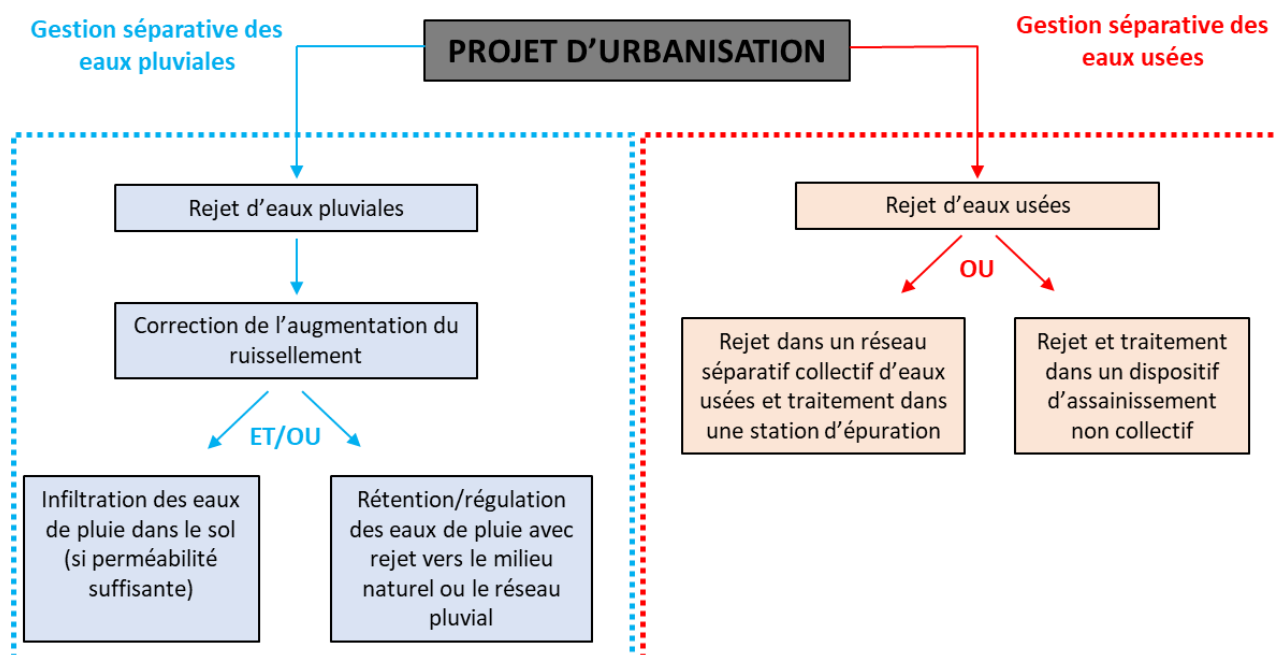 Gestion séparative des
eaux pluviales
PROJET D'URBANISATION
Gestion séparative des
eaux usées
Rejet d'eaux pluviales
Correction de l'augmentation du
ruissellement
ET/OU
Infiltration des eaux
de pluie dans le sol
(si perméabilité
suffisante)
Rétention/régulation
des eaux de pluie avec
rejet vers le milieu
naturel ou le réseau
pluvial
Rejet d'eaux usées
OU
Rejet dans un réseau
séparatif collectif d'eaux
usées et traitement dans
une station d'épuration
Rejet et traitement
dans un dispositif
d'assainissement
non collectif